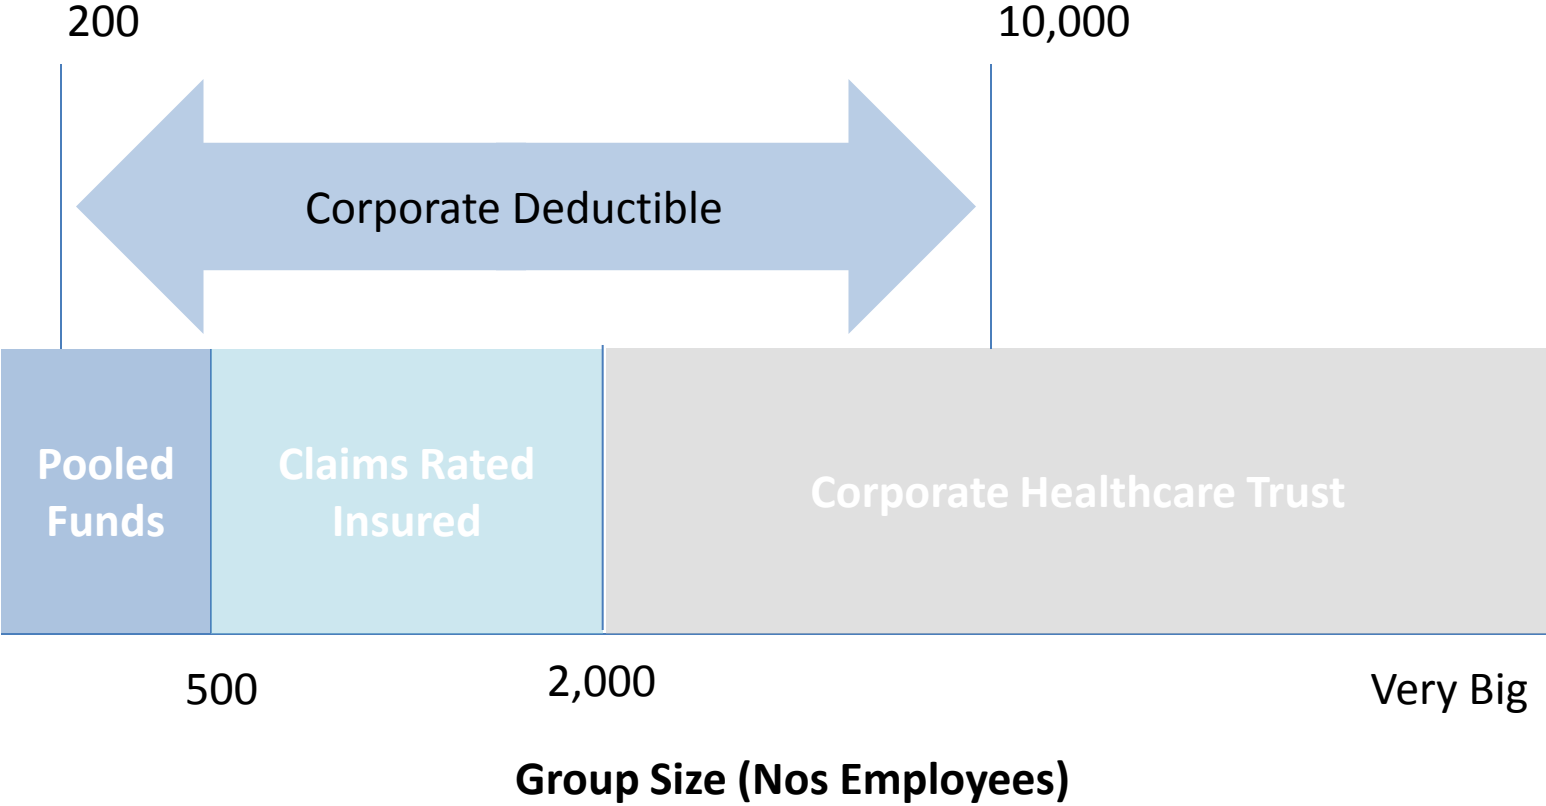 200
10,000
Corporate Deductible
Pooled
Funds
Claims Rated
Insured
Corporate Healthcare Trust
500
2,000
Very Big
Group Size (Nos Employees)